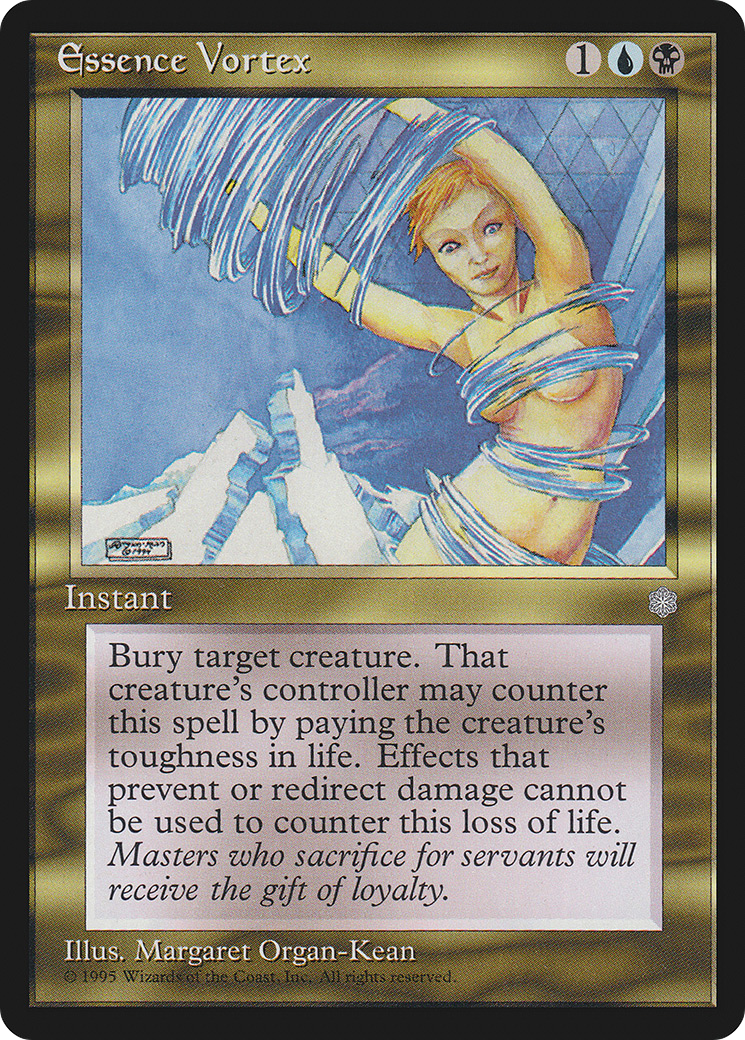 Essence Vortex
1
Instant
Bury target creature. That
creature's controller may counter
this spell by paying the creature's
toughness in life. Effects that
prevent or redirect damage cannot
be used to counter this loss of life.
Masters who sacrifice for servants will
receive the gift of loyalty.
Illus. Margaret Organ-Kean
© 1995 Wizards of the Coast, Inc. All rights reserved.